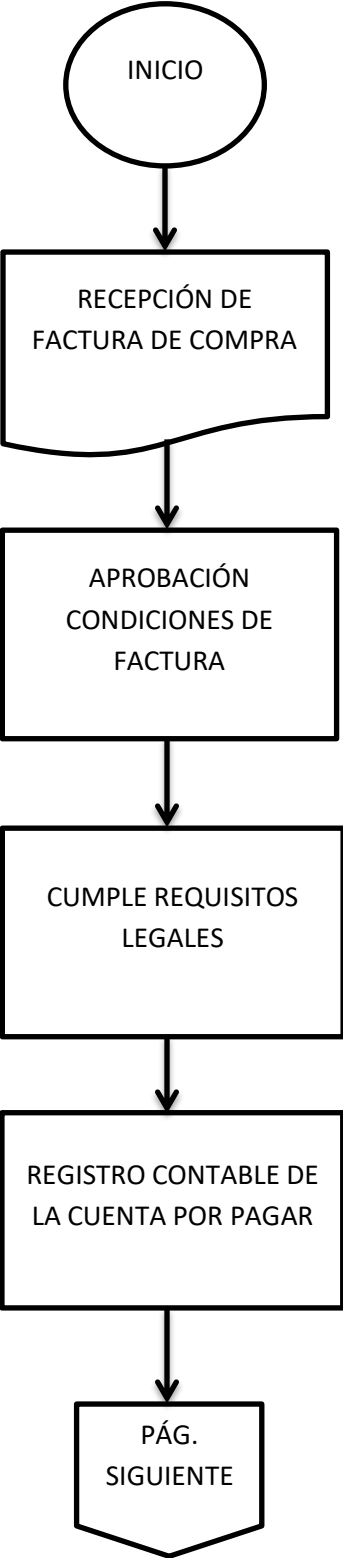 INICIO
RECEPCIÓN DE
FACTURA DE COMPRA
APROBACIÓN
CONDICIONES DE
FACTURA
CUMPLE REQUISITOS
LEGALES
REGISTRO CONTABLE DE
LA CUENTA POR PAGAR
PÁG.
SIGUIENTE